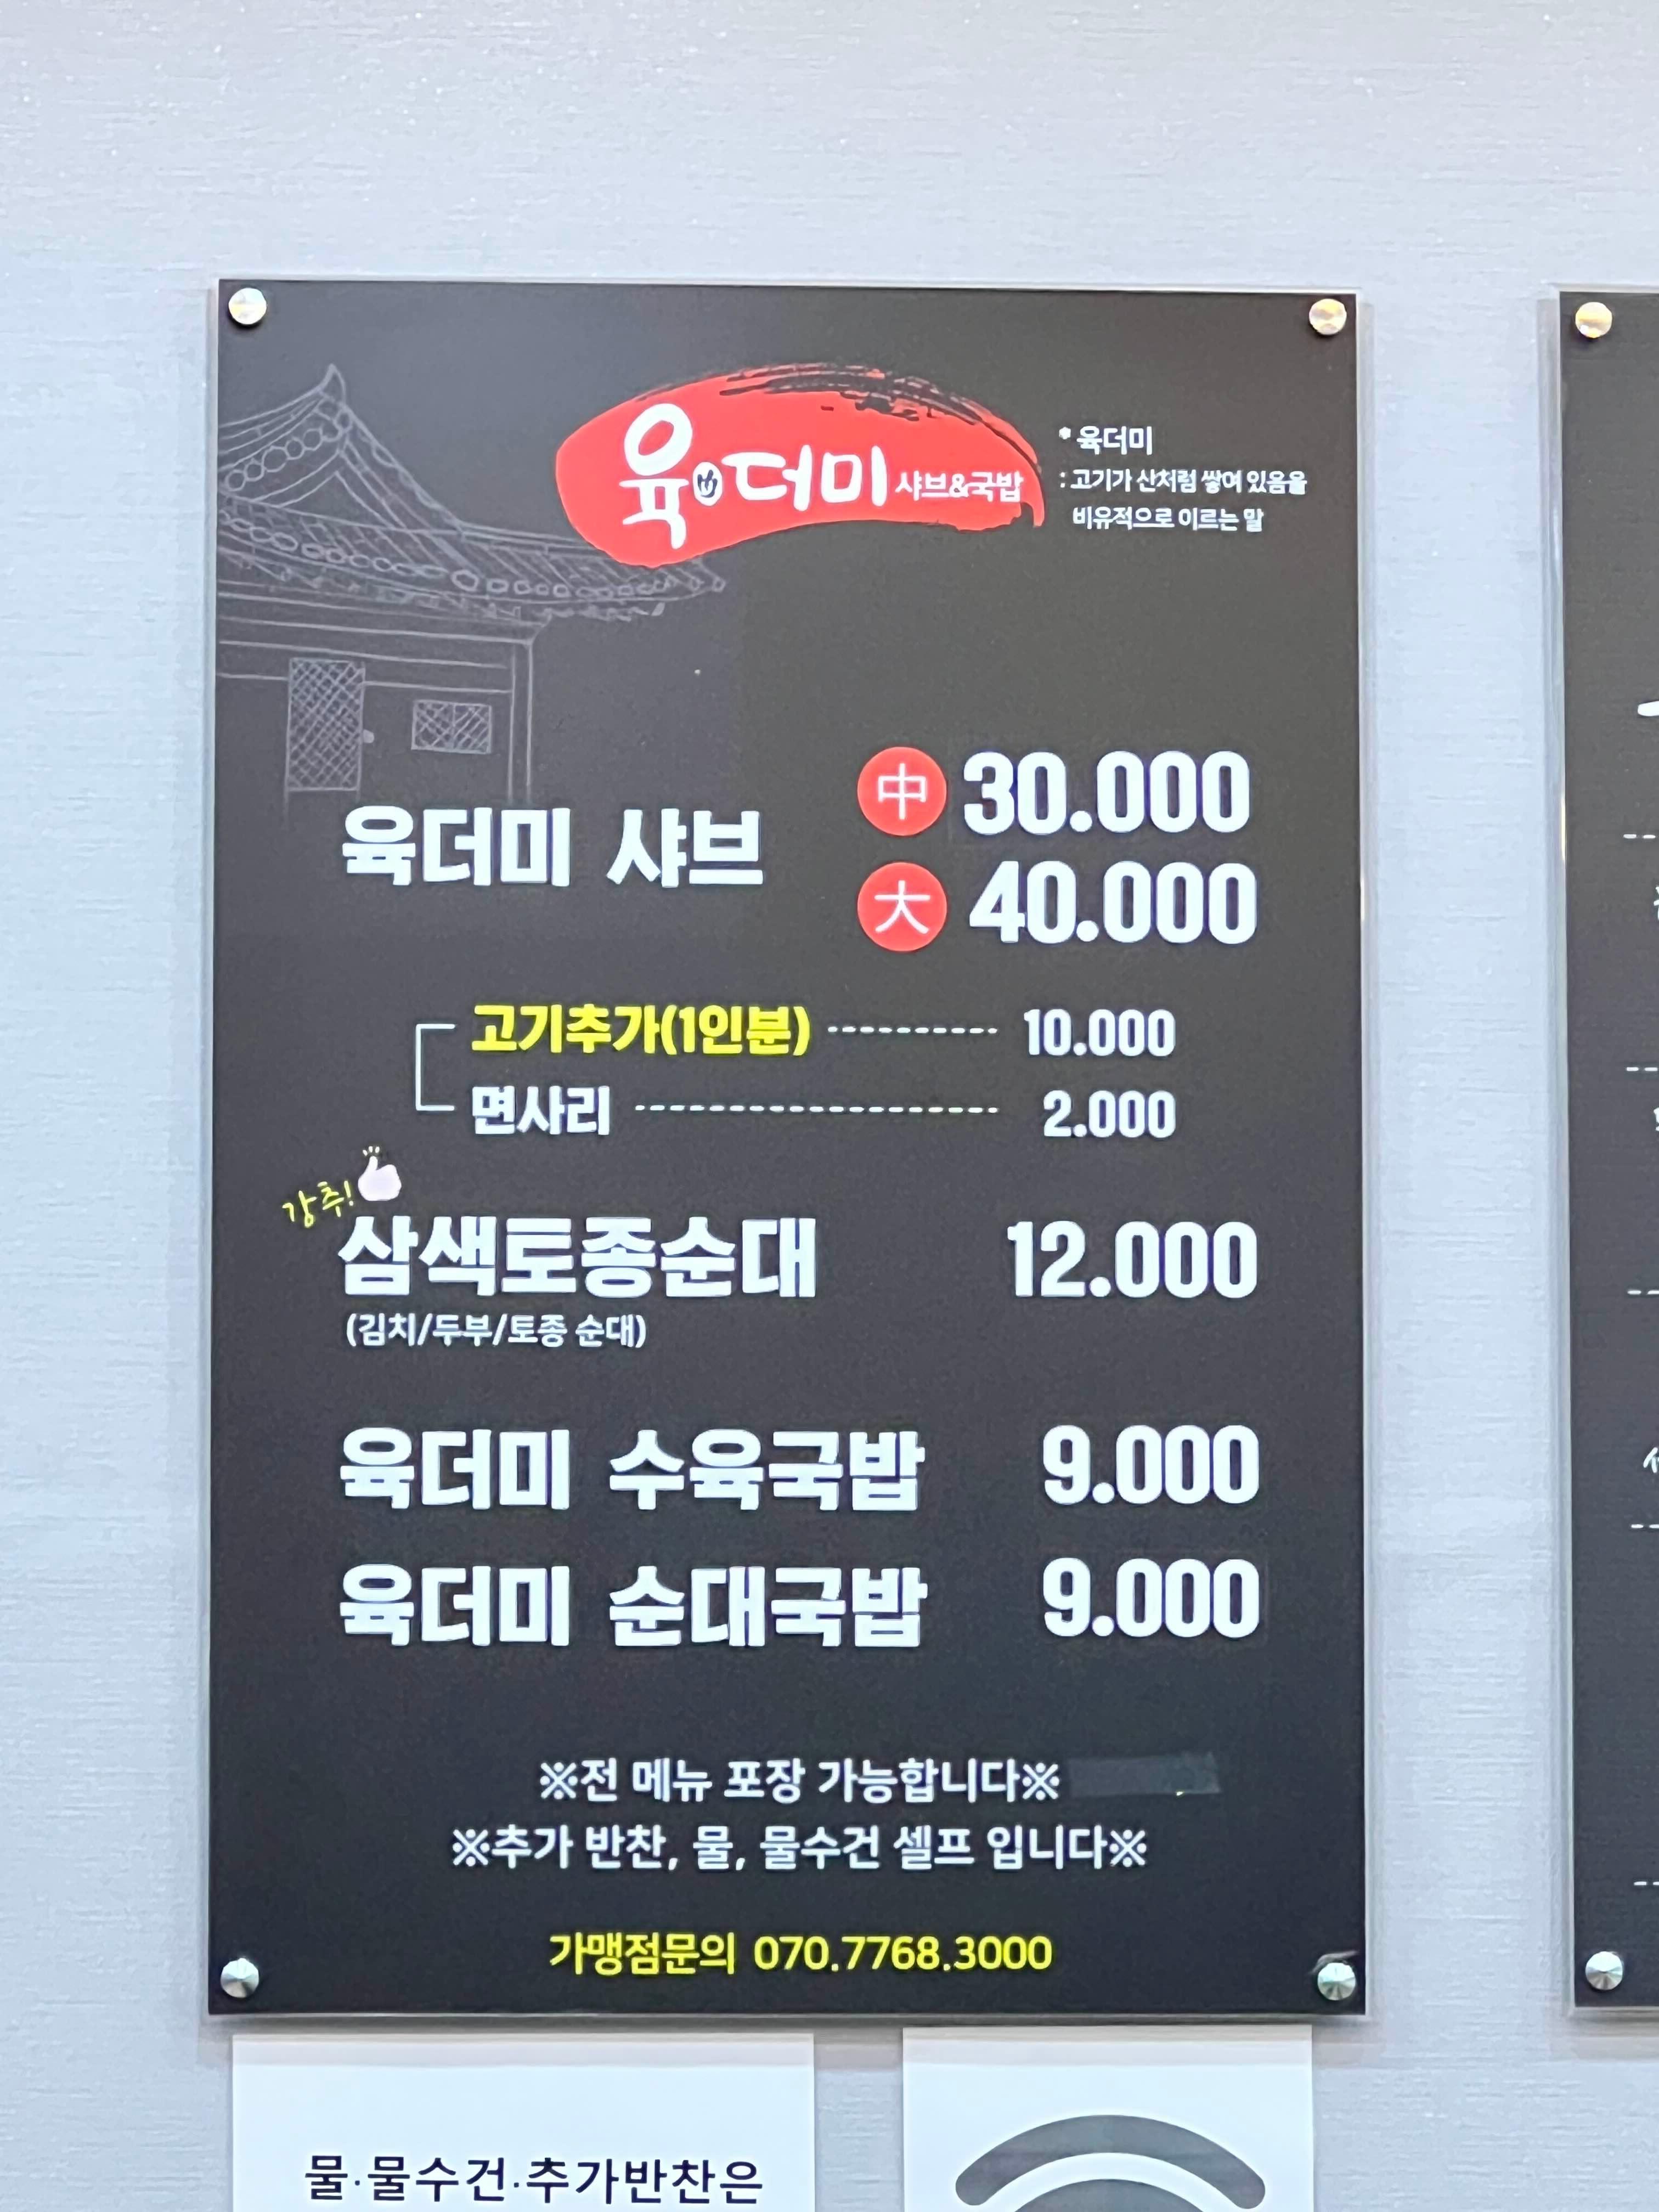 육더미 샤브&국밥
* 육더미
: 고기가 산처럼 쌓여 있음을
비유적으로 이르는 말
육더미 샤브
中 30.000
大 40.000
고기추가(1인분) 10.000
면사리 2.000
강추!
삼색토종순대 12.000
(김치/두부/토종 순대)
육더미 수육국밥 9.000
육더미 순대국밥 9.000
※전 메뉴 포장 가능합니다※
※추가 반찬, 물, 물수건 셀프 입니다※
가맹점문의 070.7768.3000
물·물수건·추가반찬은